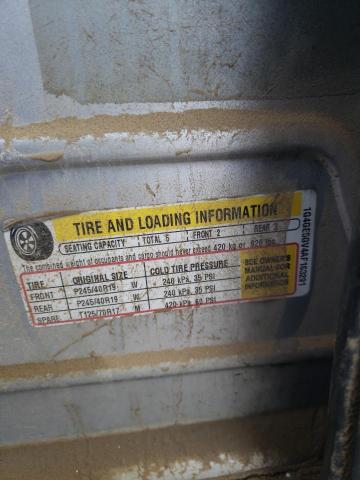 TIRE AND LOADING INFORMATION
SEATING CAPACITY TOTAL 5 FRONT 2 REAR 3
The combined weight of occupants and cargo should never exceed 420 kg or 926 lbs.
TIRE ORIGINAL SIZE COLD TIRE PRESSURE
FRONT P245/40R19 W 240 kPa, 35 PSI
REAR P245/40R19 W 240 kPa, 35 PSI
SPARE T125/70R17 M 420 kPa, 60 PSI
SEE OWNER'S
MANUAL FOR
ADDITIONAL
INFORMATION